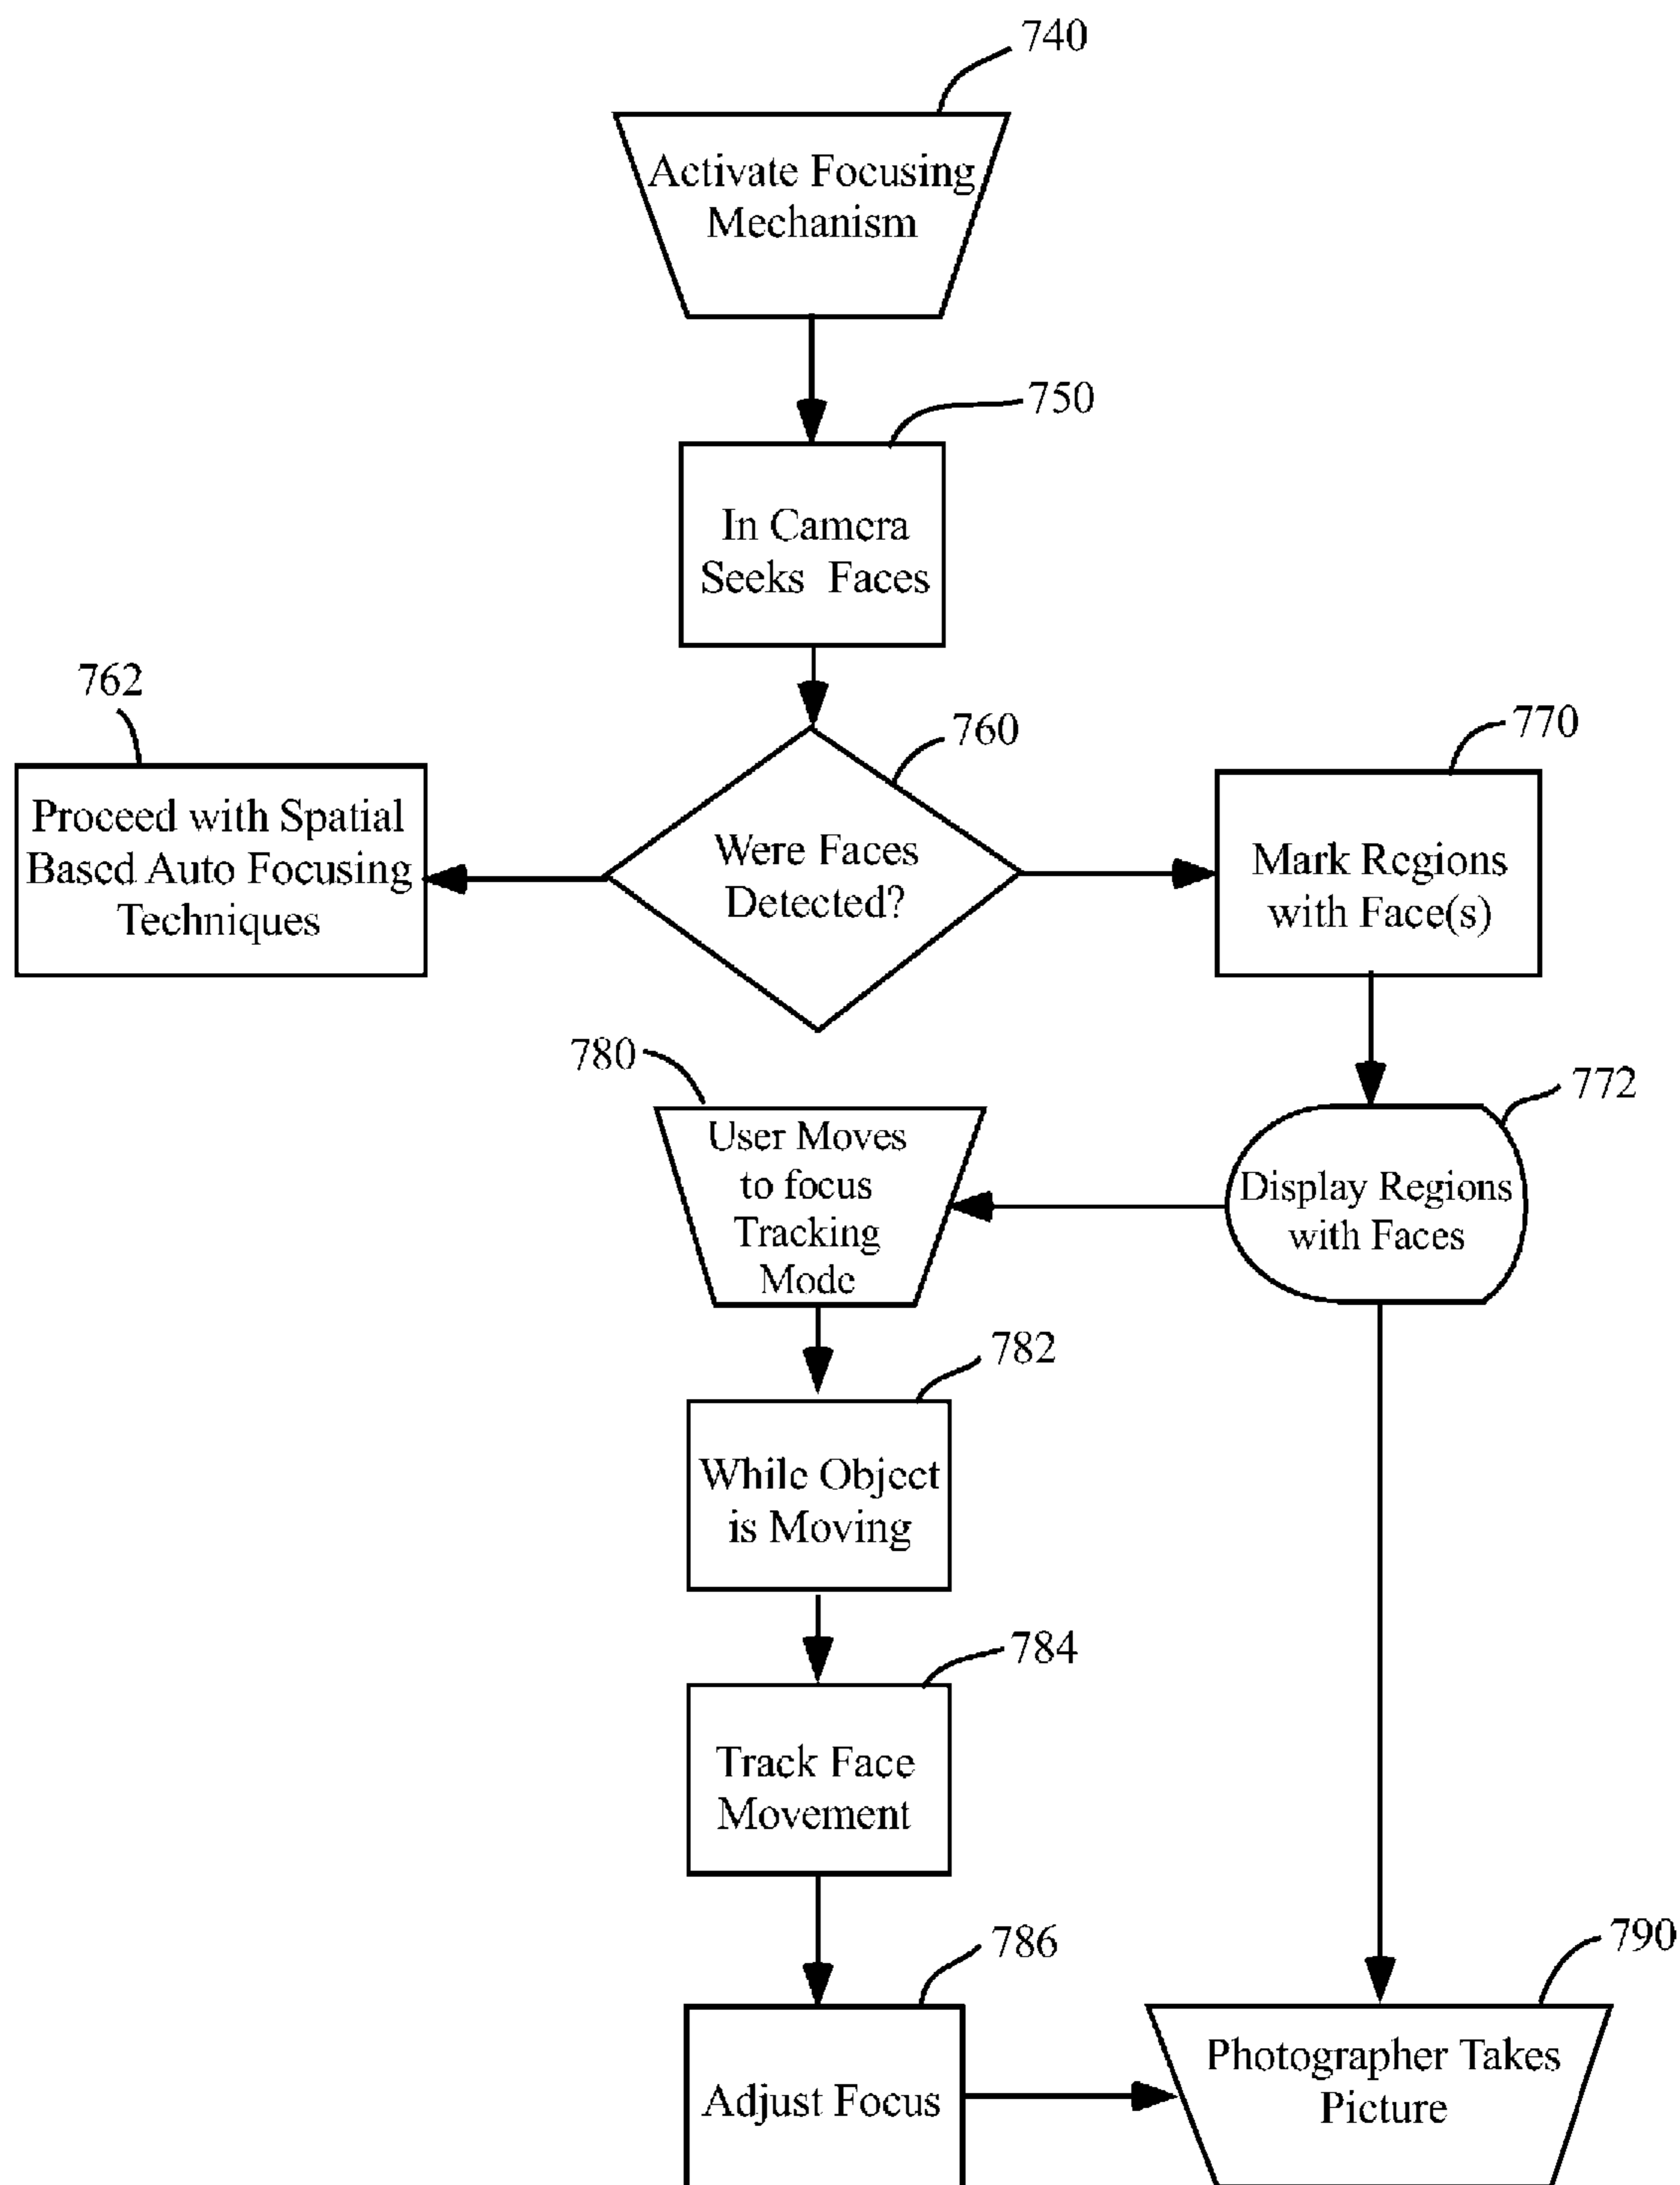 740
Activate Focusing
Mechanism
750
In Camera
Seeks Faces
762
Proceed with Spatial
Based Auto Focusing
Techniques
760
Were Faces
Detected?
770
Mark Regions
with Face(s)
780
User Moves
to focus
Tracking
Mode
772
Display Regions
with Faces
782
While Object
is Moving
784
Track Face
Movement
786
Adjust Focus
790
Photographer Takes
Picture